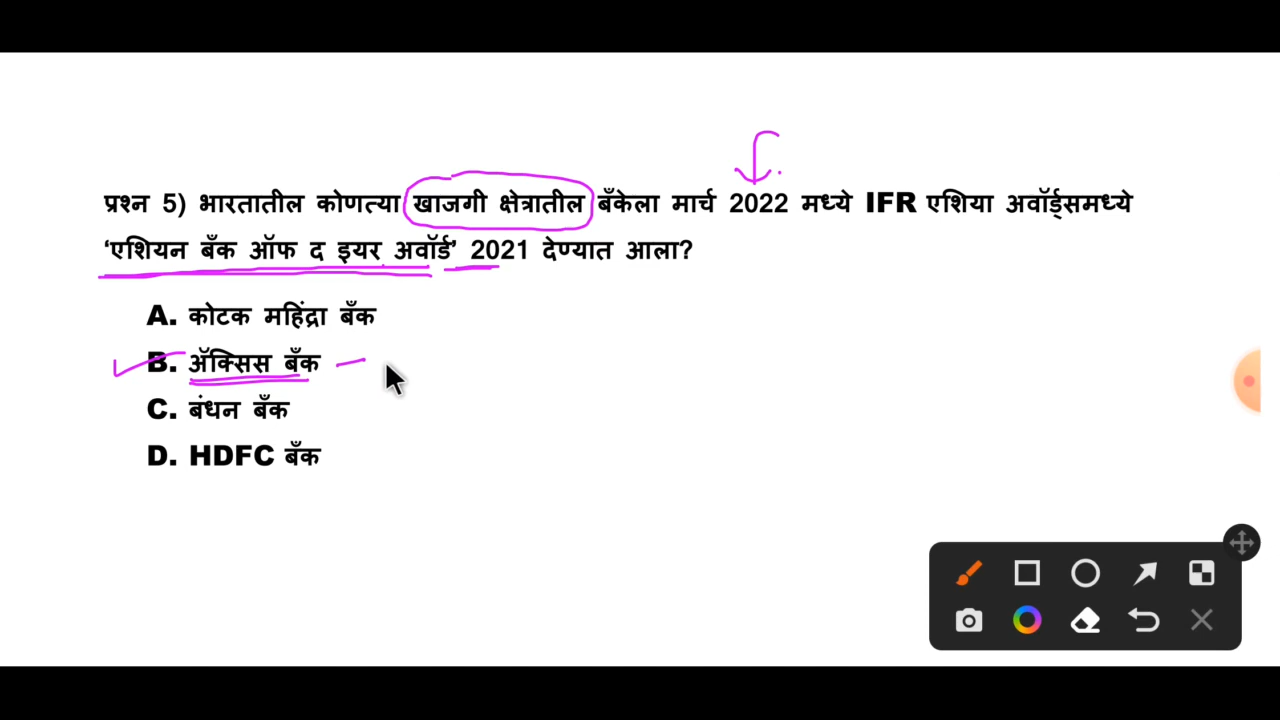 प्रश्न 5) भारतातील कोणत्या खाजगी क्षेत्रातील बँकेला मार्च 2022 मध्ये IFR एशिया अवॉर्ड्समध्ये
‘एशियन बँक ऑफ द इयर अवॉर्ड’ 2021 देण्यात आला?
A. कोटक महिंद्रा बँक
B. ॲक्सिस बँक
C. बंधन बँक
D. HDFC बँक